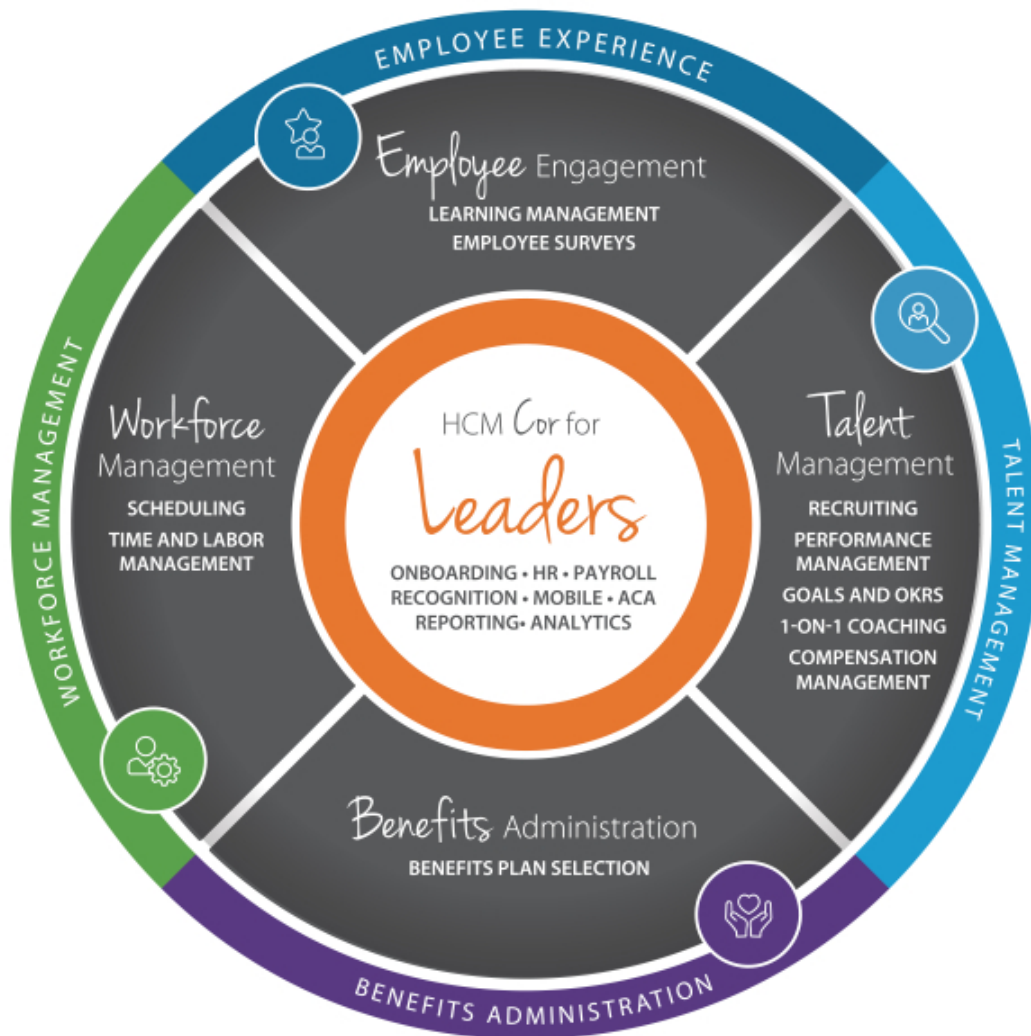 EMPLOYEE EXPERIENCE
Employee Engagement
LEARNING MANAGEMENT
EMPLOYEE SURVEYS
WORKFORCE MANAGEMENT
Workforce
Management
SCHEDULING
TIME AND LABOR
MANAGEMENT
HCM Cor for
Leaders
ONBOARDING • HR • PAYROLL
RECOGNITION • MOBILE • ACA
REPORTING• ANALYTICS
Talent
Management
RECRUITING
PERFORMANCE
MANAGEMENT
GOALS AND OKRS
1-ON-1 COACHING
COMPENSATION
MANAGEMENT
TALENT MANAGEMENT
Benefits Administration
BENEFITS PLAN SELECTION
BENEFITS ADMINISTRATION